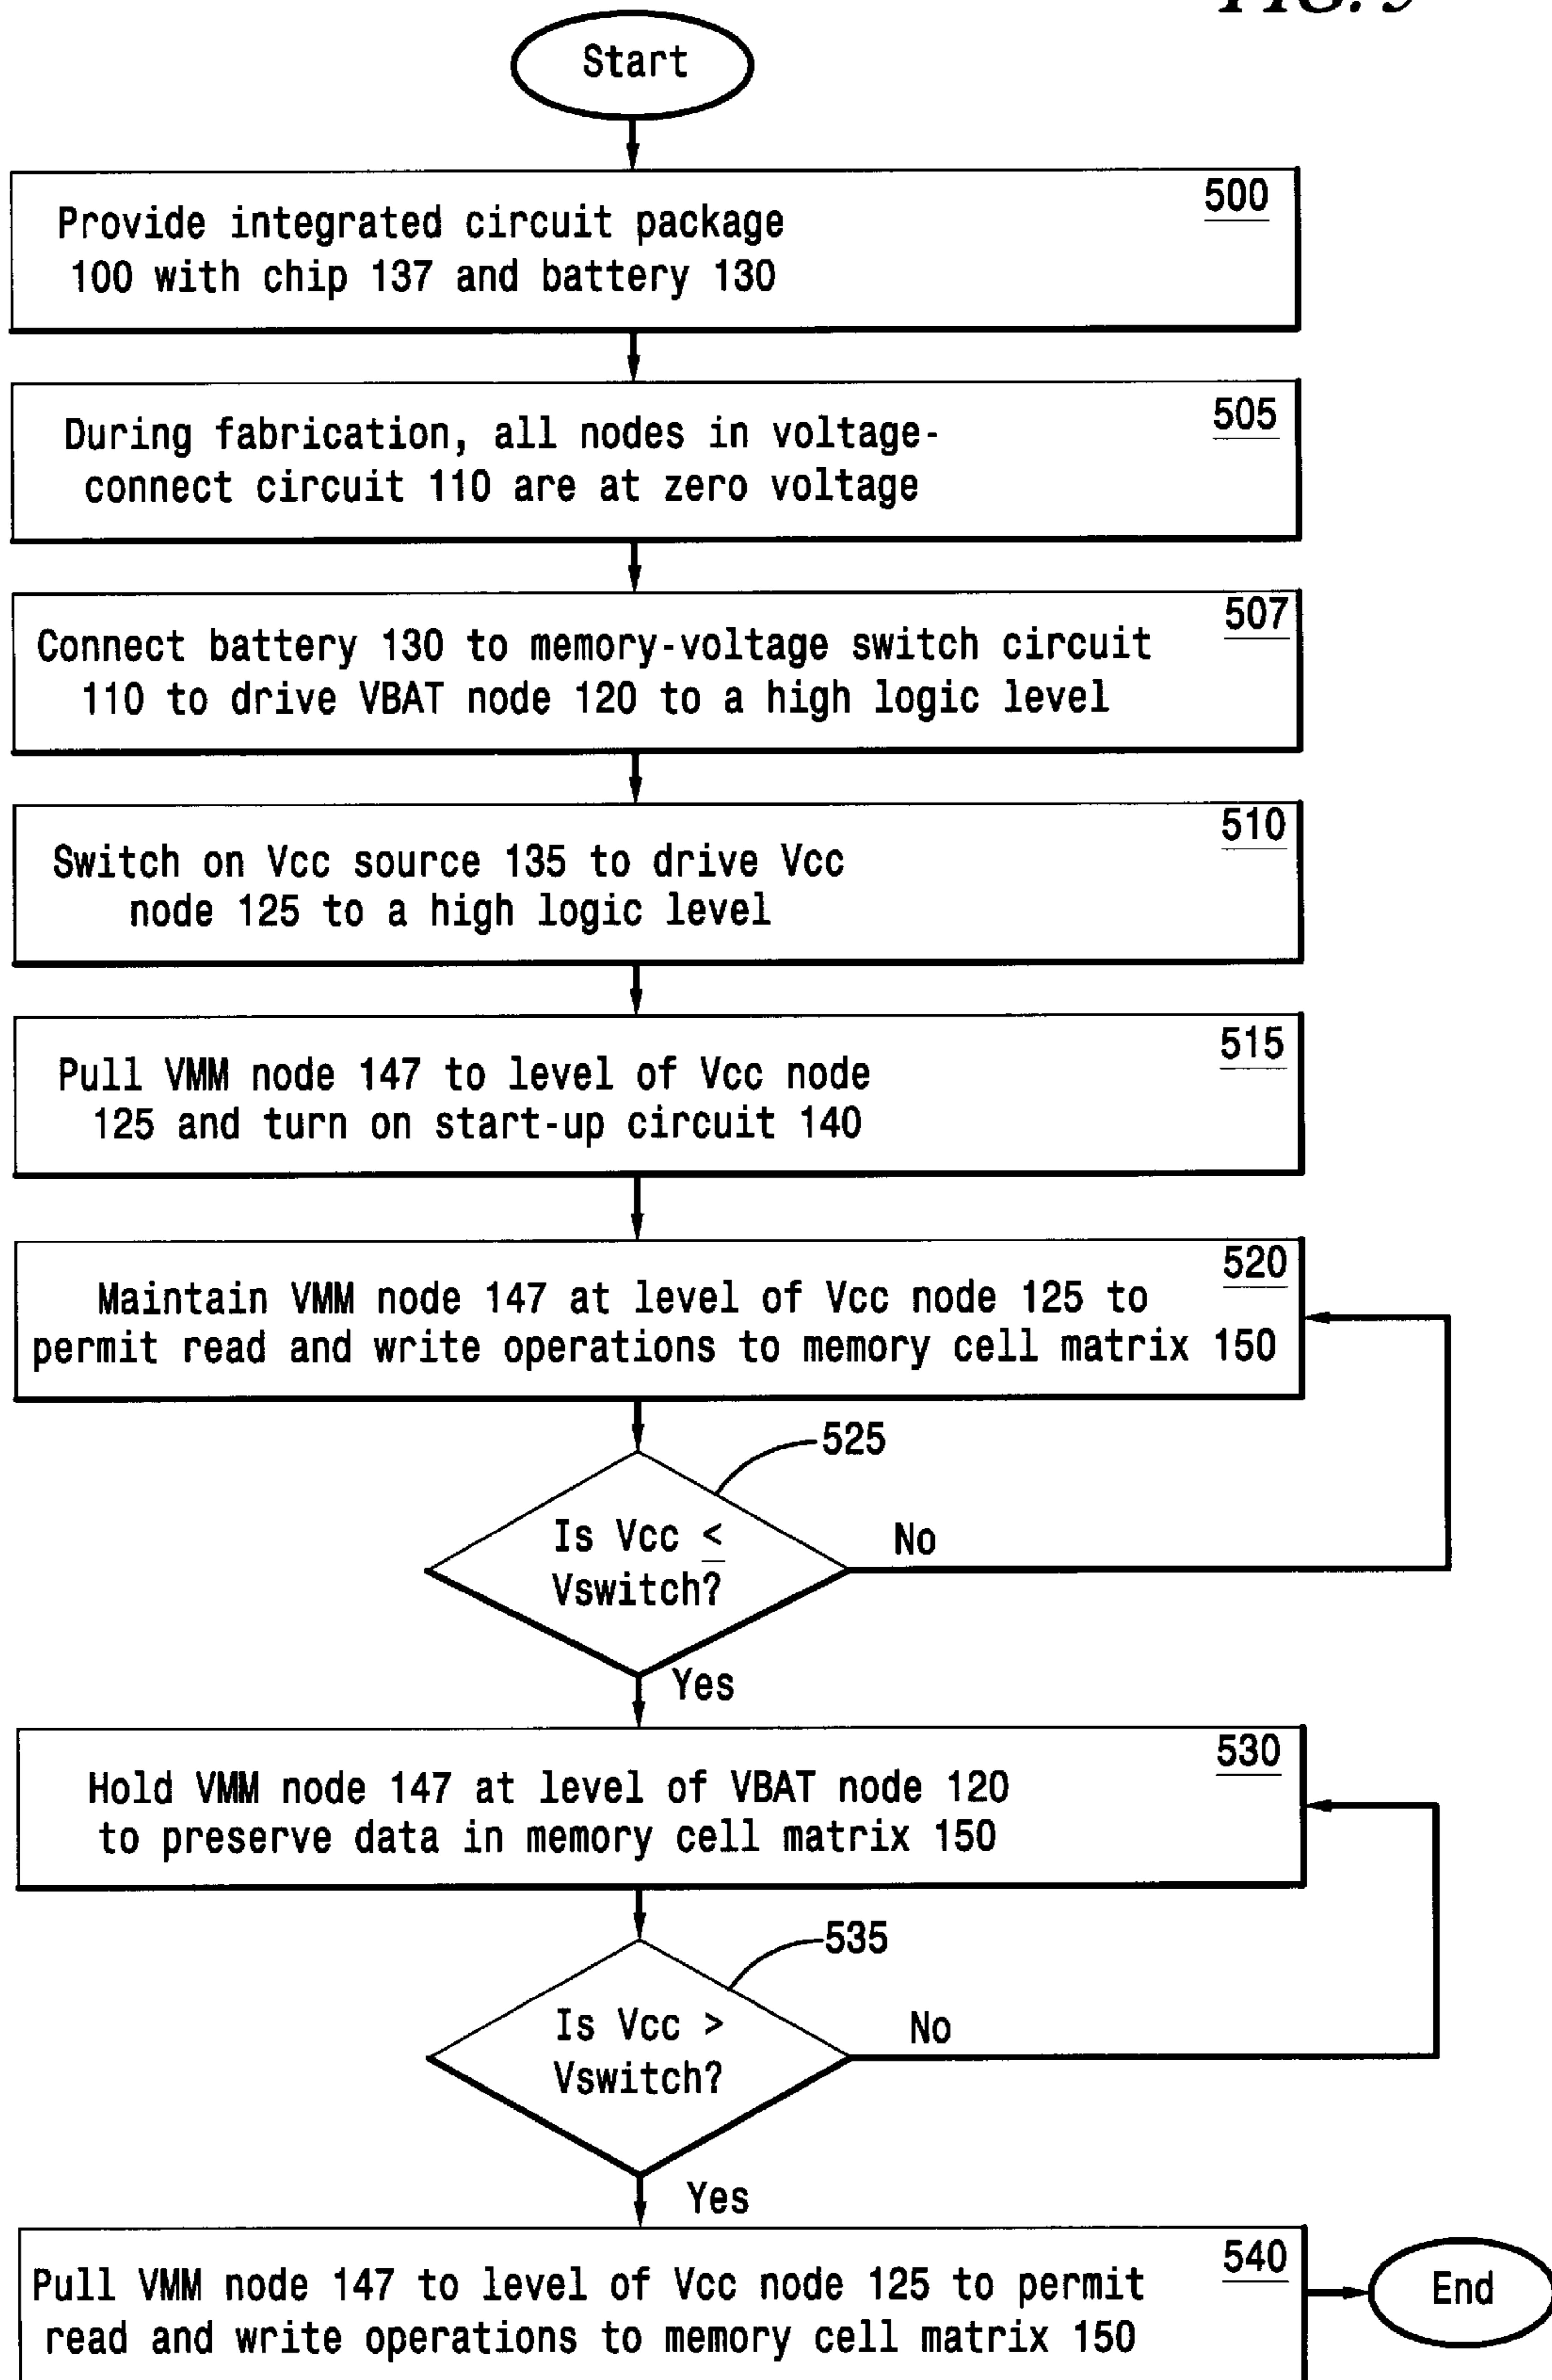 Start
500
Provide integrated circuit package
100 with chip 137 and battery 130
505
During fabrication, all nodes in voltage-
connect circuit 110 are at zero voltage
507
Connect battery 130 to memory-voltage switch circuit
110 to drive VBAT node 120 to a high logic level
510
Switch on Vcc source 135 to drive Vcc
node 125 to a high logic level
515
Pull VMM node 147 to level of Vcc node
125 and turn on start-up circuit 140
520
Maintain VMM node 147 at level of Vcc node 125 to
permit read and write operations to memory cell matrix 150
525
Is Vcc ≤
Vswitch?
No
Yes
530
Hold VMM node 147 at level of VBAT node 120
to preserve data in memory cell matrix 150
535
Is Vcc >
Vswitch?
No
Yes
540
Pull VMM node 147 to level of Vcc node 125 to permit
read and write operations to memory cell matrix 150
End